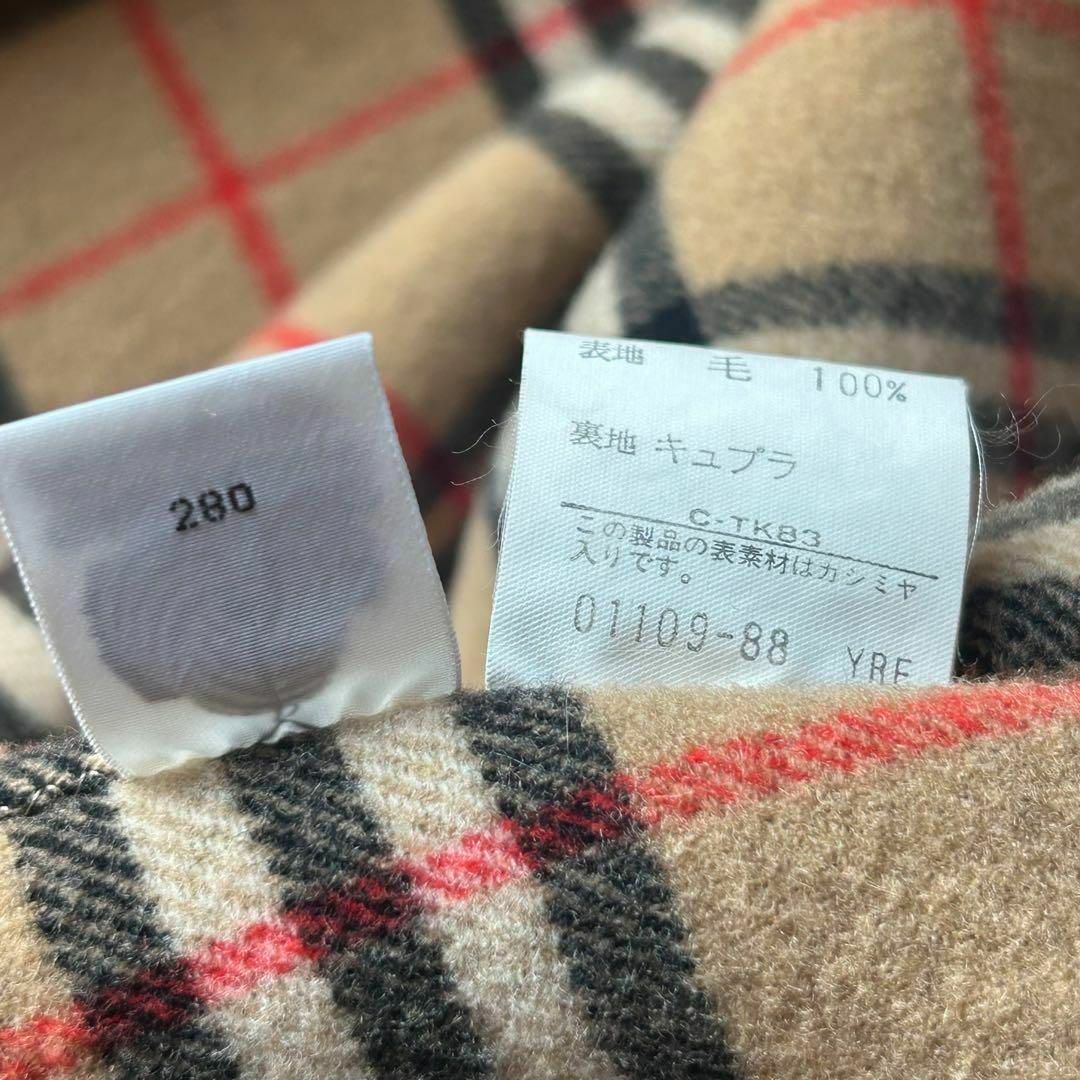 280
表地 毛 100%
裏地 キュプラ
C-TK83
この製品の表素材はカシミヤ
入りです。
01109-88 YRE